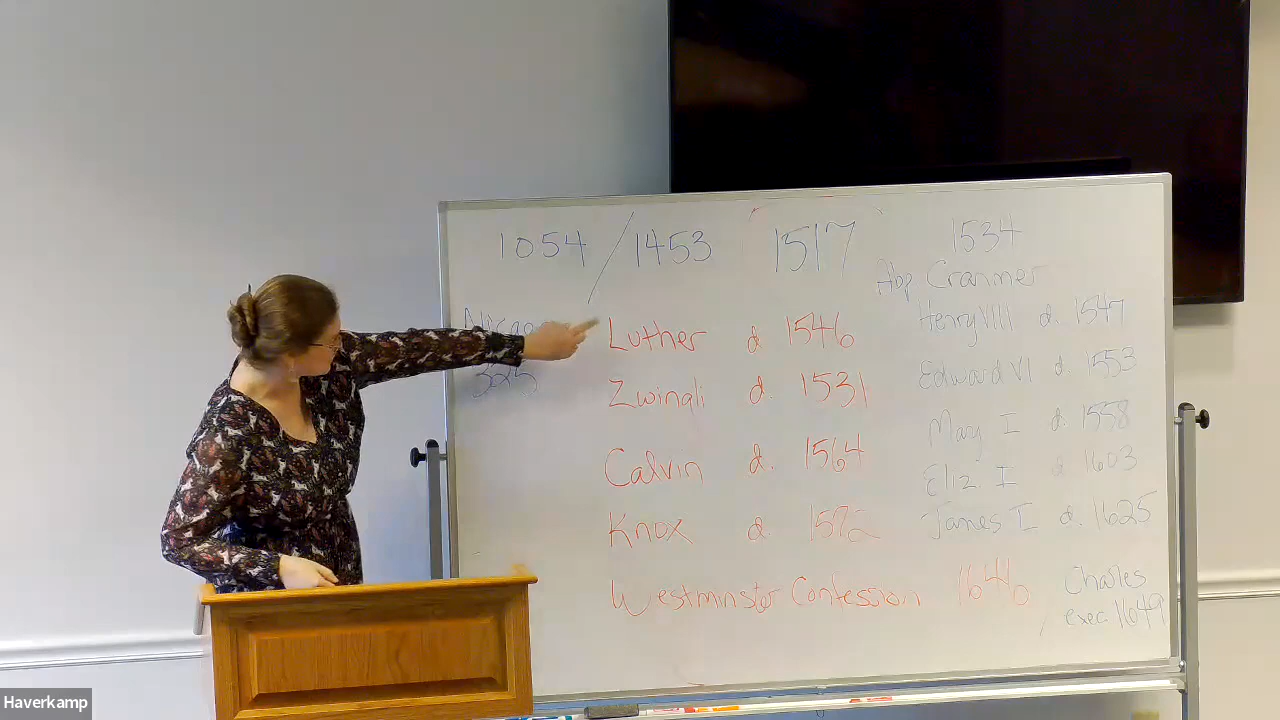 1054 / 1453 1517 1534
Abp Cranmer
Luther d. 1546 Henry VIII d. 1547
325
Zwingli d. 1531 Edward VI d. 1553
Calvin d. 1564 Mary I d. 1558
Eliz I d 1603
Knox d. 1572 James I d. 1625
Westminster Confession 1646 / Charles
exec. 1649
Haverkamp